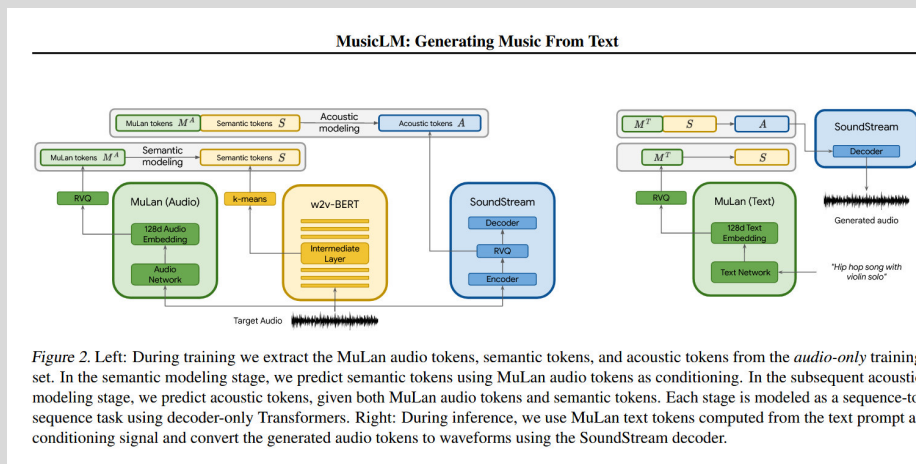 MusicLM: Generating Music From Text
MuLan tokens M^A Semantic tokens S Acoustic modeling Acoustic tokens A
MuLan tokens M^A Semantic modeling Semantic tokens S
RVQ
MuLan (Audio)
128d Audio Embedding
Audio Network
k-means
w2v-BERT
Intermediate Layer
SoundStream
Decoder
RVQ
Encoder
Target Audio
M^T S A
M^T S
RVQ
MuLan (Text)
128d Text Embedding
Text Network
SoundStream
Decoder
Generated audio
"Hip hop song with
violin solo"
Figure 2. Left: During training we extract the MuLan audio tokens, semantic tokens, and acoustic tokens from the audio-only training
set. In the semantic modeling stage, we predict semantic tokens using MuLan audio tokens as conditioning. In the subsequent acoustic
modeling stage, we predict acoustic tokens, given both MuLan audio tokens and semantic tokens. Each stage is modeled as a sequence-to
sequence task using decoder-only Transformers. Right: During inference, we use MuLan text tokens computed from the text prompt a
conditioning signal and convert the generated audio tokens to waveforms using the SoundStream decoder.